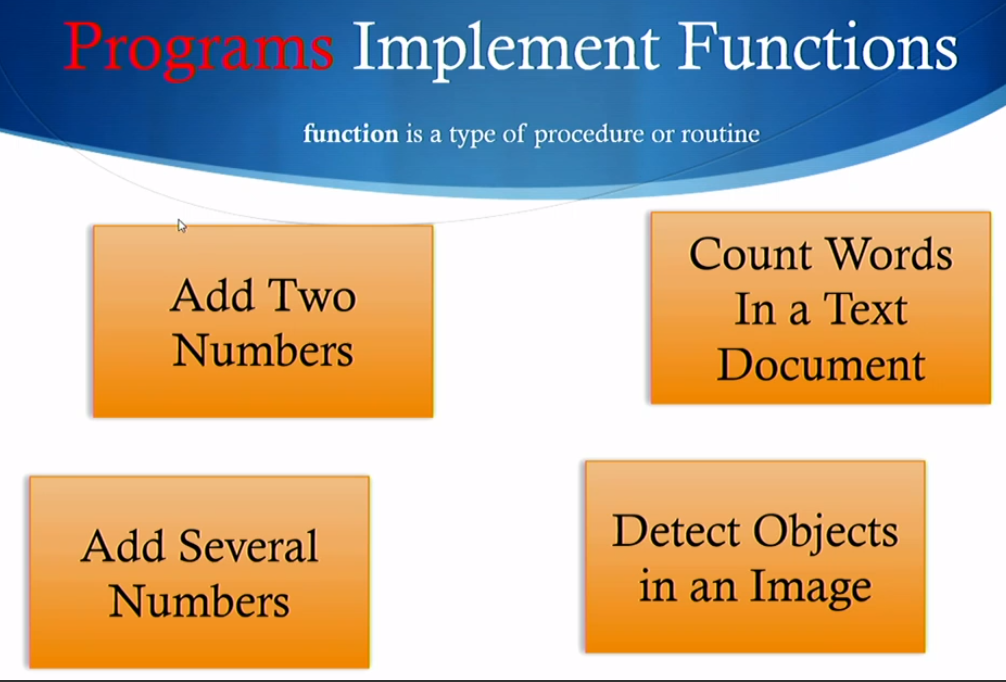 Programs Implement Functions
function is a type of procedure or routine
Add Two
Numbers
Count Words
In a Text
Document
Add Several
Numbers
Detect Objects
in an Image